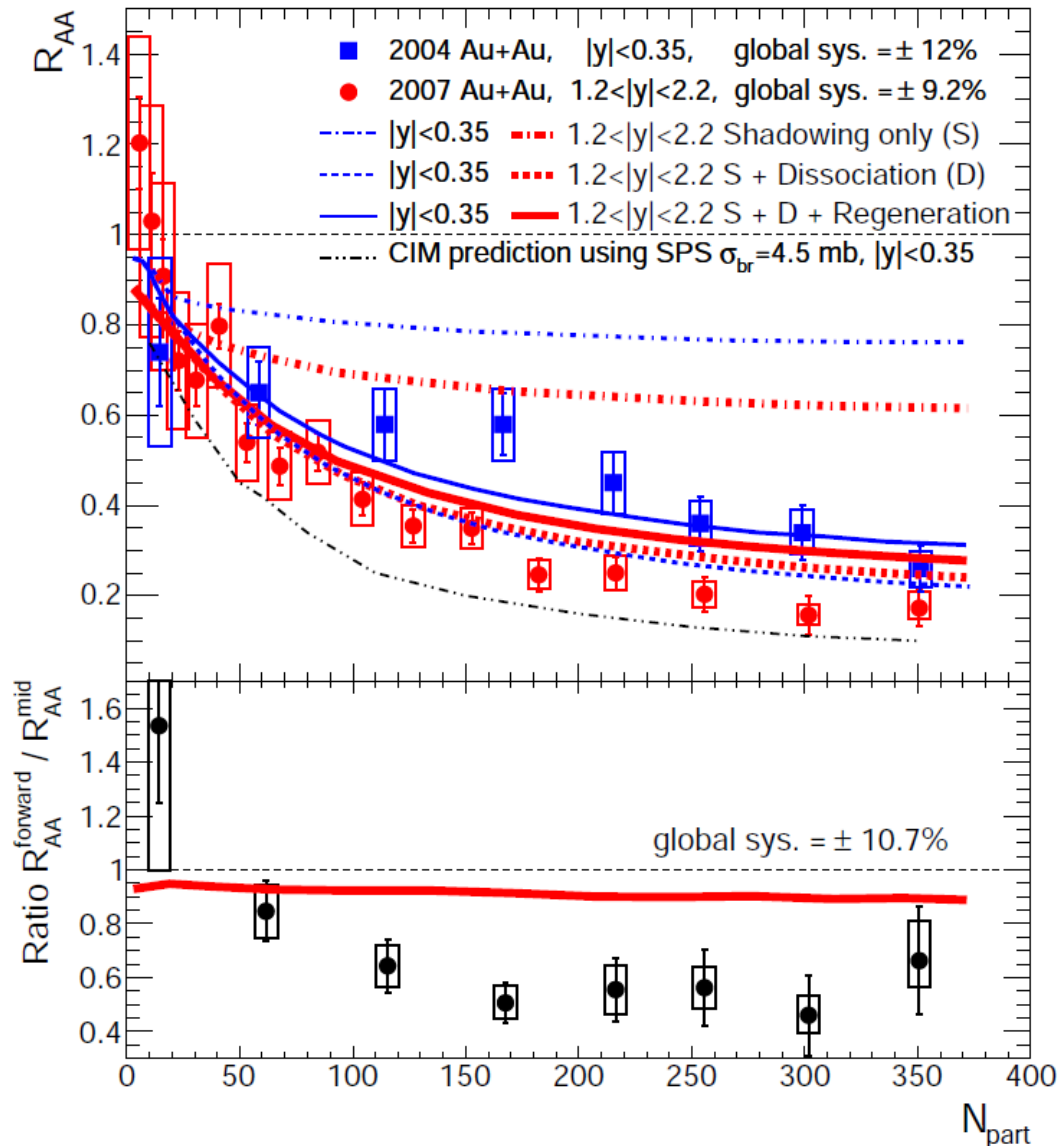 R_AA
1.4
1.2
1
0.8
0.6
0.4
0.2
2004 Au+Au, |y|<0.35, global sys. = ± 12%
2007 Au+Au, 1.2<|y|<2.2, global sys. = ± 9.2%
|y|<0.35 1.2<|y|<2.2 Shadowing only (S)
|y|<0.35 1.2<|y|<2.2 S + Dissociation (D)
|y|<0.35 1.2<|y|<2.2 S + D + Regeneration
CIM prediction using SPS σ_br=4.5 mb, |y|<0.35
Ratio R_AA^forward / R_AA^mid
1.6
1.4
1.2
1
0.8
0.6
0.4
global sys. = ± 10.7%
0 50 100 150 200 250 300 350 400
N_part